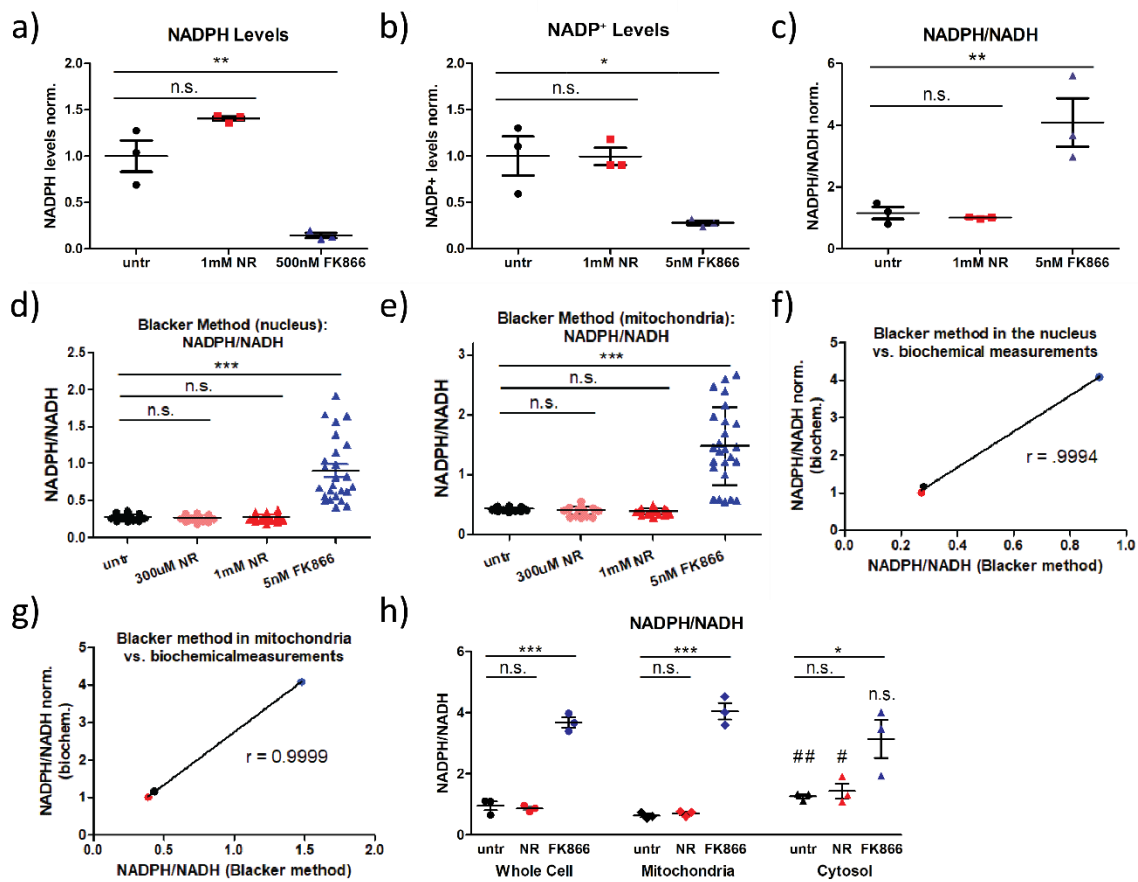 a)
NADPH Levels
**
n.s.
NADPH levels norm.
2.0
1.5
1.0
0.5
0.0
untr
1mM NR
500nM FK866
b)
NADP+ Levels
*
n.s.
NADP+ levels norm.
2.0
1.5
1.0
0.5
0.0
untr
1mM NR
5nM FK866
c)
NADPH/NADH
**
n.s.
NADPH/NADH norm.
6
4
2
0
untr
1mM NR
5nM FK866
d)
Blacker Method (nucleus):
NADPH/NADH
***
n.s.
n.s.
NADPH/NADH
2.5
2.0
1.5
1.0
0.5
0.0
untr
300uM NR
1mM NR
5nM FK866
e)
Blacker Method (mitochondria):
NADPH/NADH
***
n.s.
n.s.
NADPH/NADH
3
2
1
0
untr
300uM NR
1mM NR
5nM FK866
f)
Blacker method in the nucleus
vs. biochemical measurements
NADPH/NADH norm.
(biochem.)
5
4
3
2
1
0
r = .9994
0.0 0.2 0.4 0.6 0.8 1.0
NADPH/NADH (Blacker method)
g)
Blacker method in mitochondria
vs. biochemicalmeasurements
NADPH/NADH norm.
(biochem.)
5
4
3
2
1
0
r = 0.9999
0.0 0.5 1.0 1.5 2.0
NADPH/NADH (Blacker method)
h)
NADPH/NADH
*** *** *
n.s. n.s. n.s.
n.s.
## #
NADPH/NADH
6
4
2
0
untr NR FK866 untr NR FK866 untr NR FK866
Whole Cell Mitochondria Cytosol